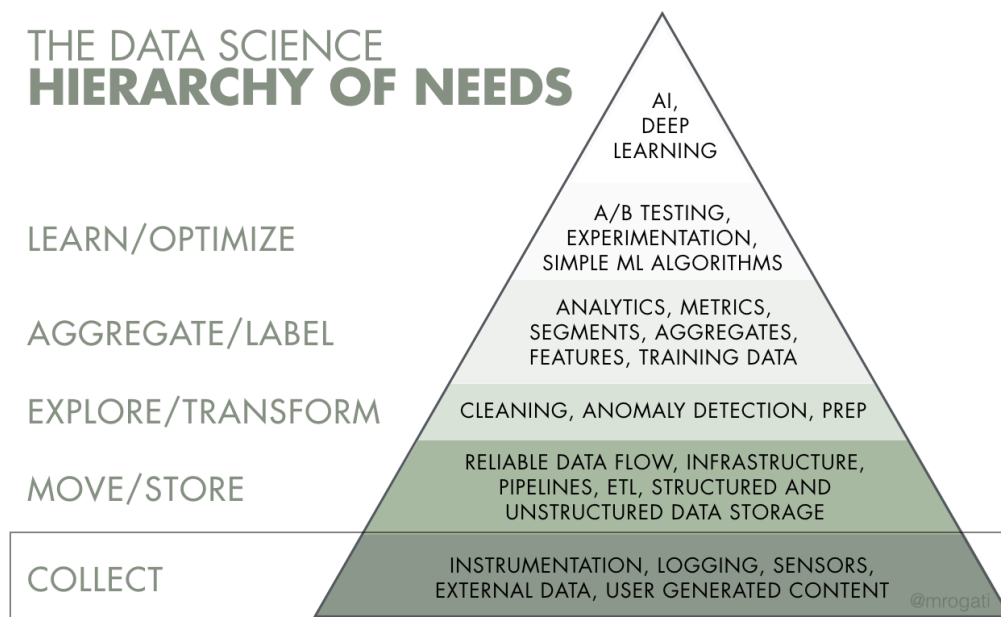 THE DATA SCIENCE
HIERARCHY OF NEEDS
AI,
DEEP
LEARNING
LEARN/OPTIMIZE
A/B TESTING,
EXPERIMENTATION,
SIMPLE ML ALGORITHMS
AGGREGATE/LABEL
ANALYTICS, METRICS,
SEGMENTS, AGGREGATES,
FEATURES, TRAINING DATA
EXPLORE/TRANSFORM
CLEANING, ANOMALY DETECTION, PREP
MOVE/STORE
RELIABLE DATA FLOW, INFRASTRUCTURE,
PIPELINES, ETL, STRUCTURED AND
UNSTRUCTURED DATA STORAGE
COLLECT
INSTRUMENTATION, LOGGING, SENSORS,
EXTERNAL DATA, USER GENERATED CONTENT
@mrogati